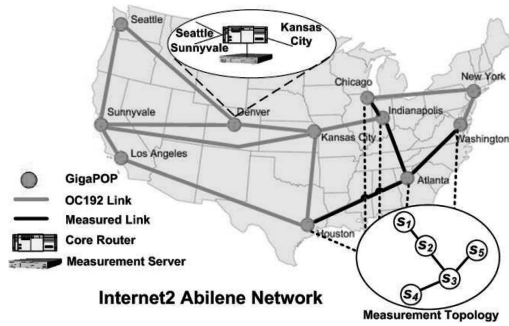 Seattle
Seattle
Sunnyvale
Kansas
City
Chicago
New York
Indianapolis
Sunnyvale
Denver
Kansas City
Washington
Los Angeles
Atlanta
GigaPOP
OC192 Link
Measured Link
Houston
Core Router
Measurement Server
S1
S2
S5
S3
S4
Internet2 Abilene Network
Measurement Topology